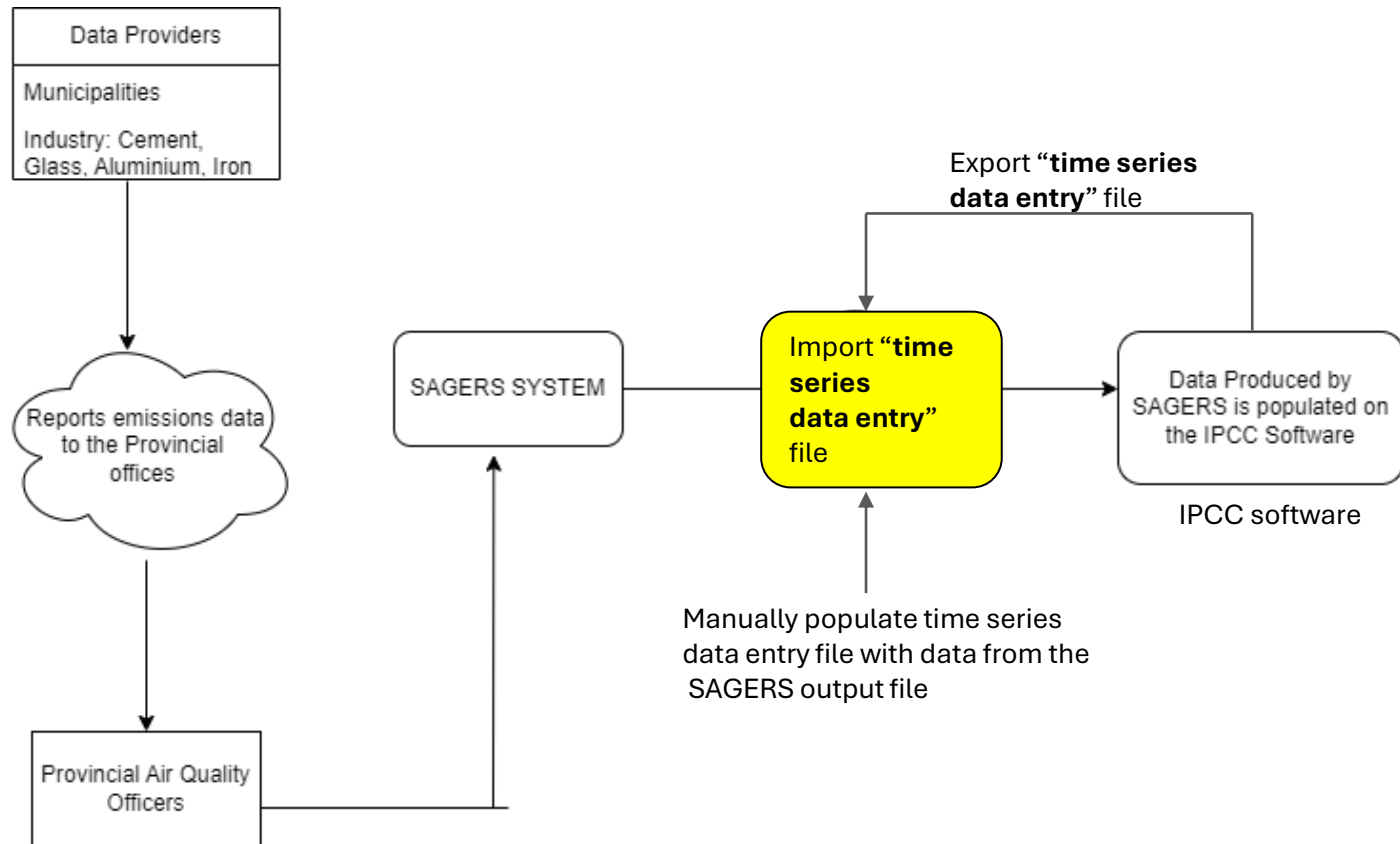 Data Providers
Municipalities
Industry: Cement,
Glass, Aluminium, Iron
Reports emissions data
to the Provincial
offices
Provincial Air Quality
Officers
SAGERS SYSTEM
Export “time series
data entry” file
Import “time
series
data entry”
file
Manually populate time series
data entry file with data from the
SAGERS output file
Data Produced by
SAGERS is populated on
the IPCC Software
IPCC software